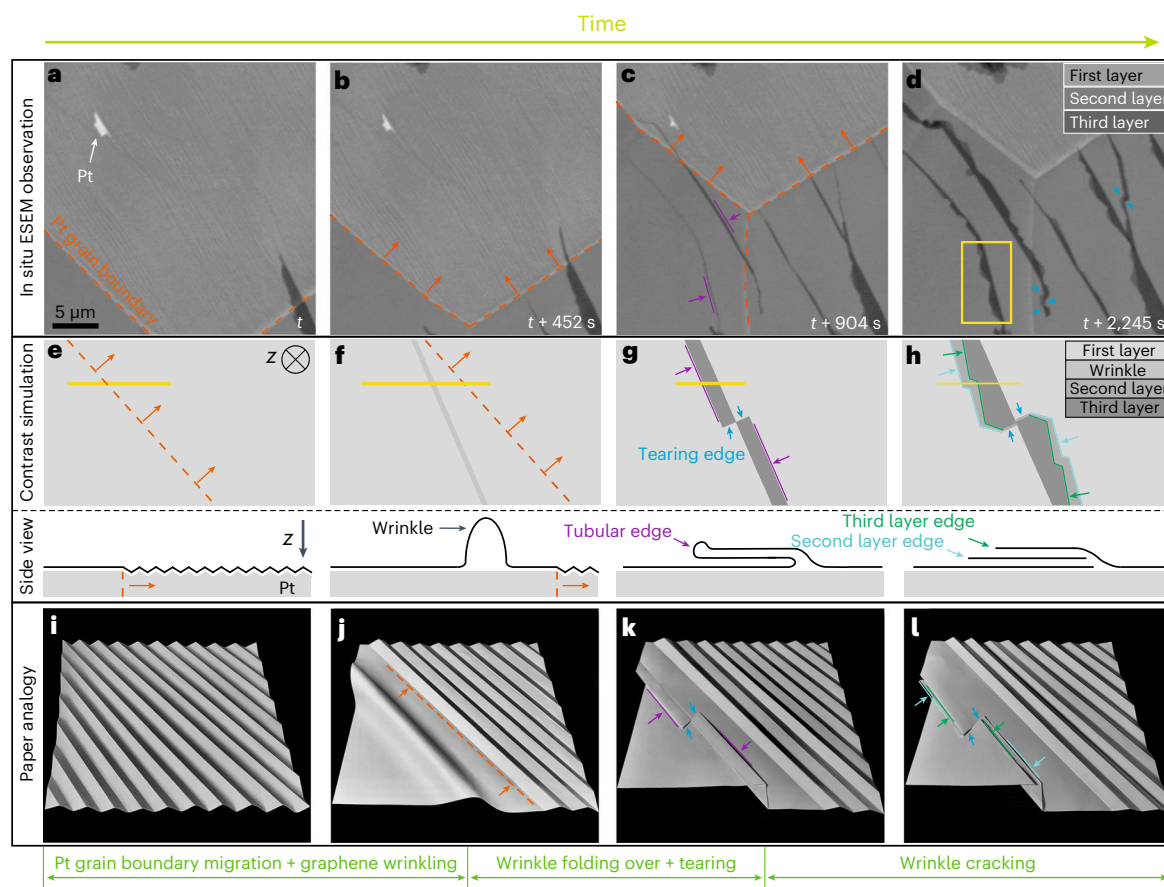 Time
In situ ESEM observation
a
Pt
Pt grain boundary
5 µm
t
b
t + 452 s
c
t + 904 s
d
First layer
Second layer
Third layer
t + 2,245 s
Contrast simulation
e
z
f
g
Tearing edge
h
First layer
Wrinkle
Second layer
Third layer
Side view
z
Pt
Wrinkle
Tubular edge
Third layer edge
Second layer edge
Paper analogy
i
j
k
l
Pt grain boundary migration + graphene wrinkling
Wrinkle folding over + tearing
Wrinkle cracking